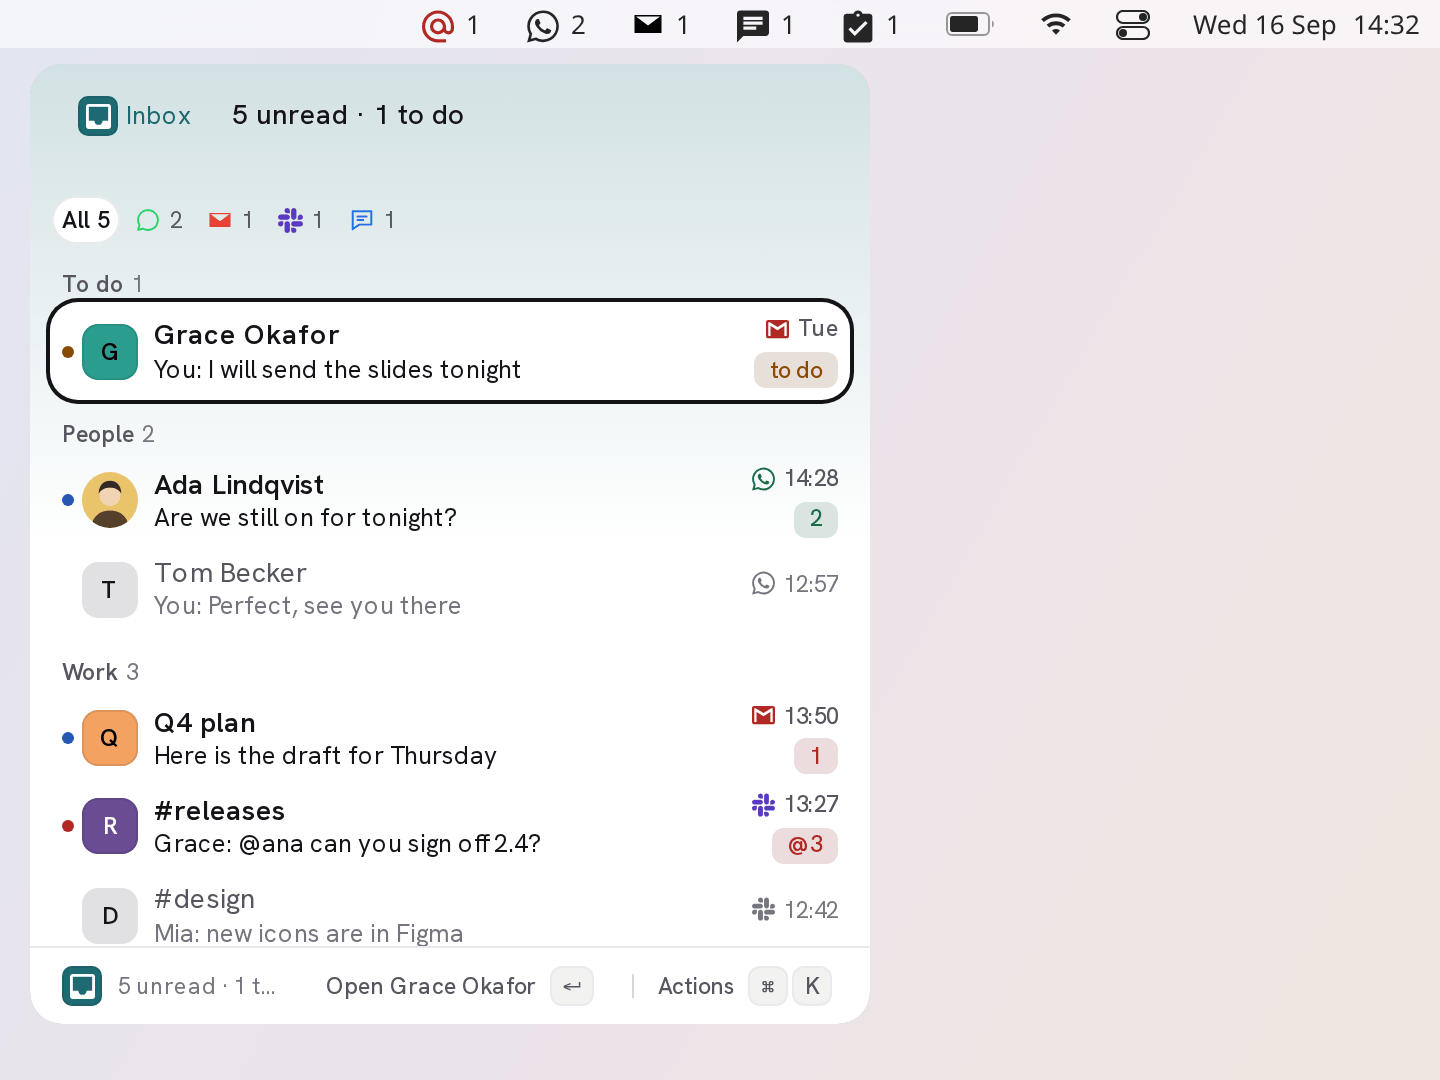 1 2 1 1 1 Wed 16 Sep 14:32
Inbox 5 unread · 1 to do
All 5 2 1 1 1
To do 1
G Grace Okafor Tue
You: I will send the slides tonight to do
People 2
Ada Lindqvist 14:28
Are we still on for tonight? 2
T Tom Becker 12:57
You: Perfect, see you there
Work 3
Q Q4 plan 13:50
Here is the draft for Thursday 1
R #releases 13:27
Grace: @ana can you sign off 2.4? @3
D #design 12:42
Mia: new icons are in Figma
5 unread · 1 t... Open Grace Okafor ↵ Actions ⌘ K